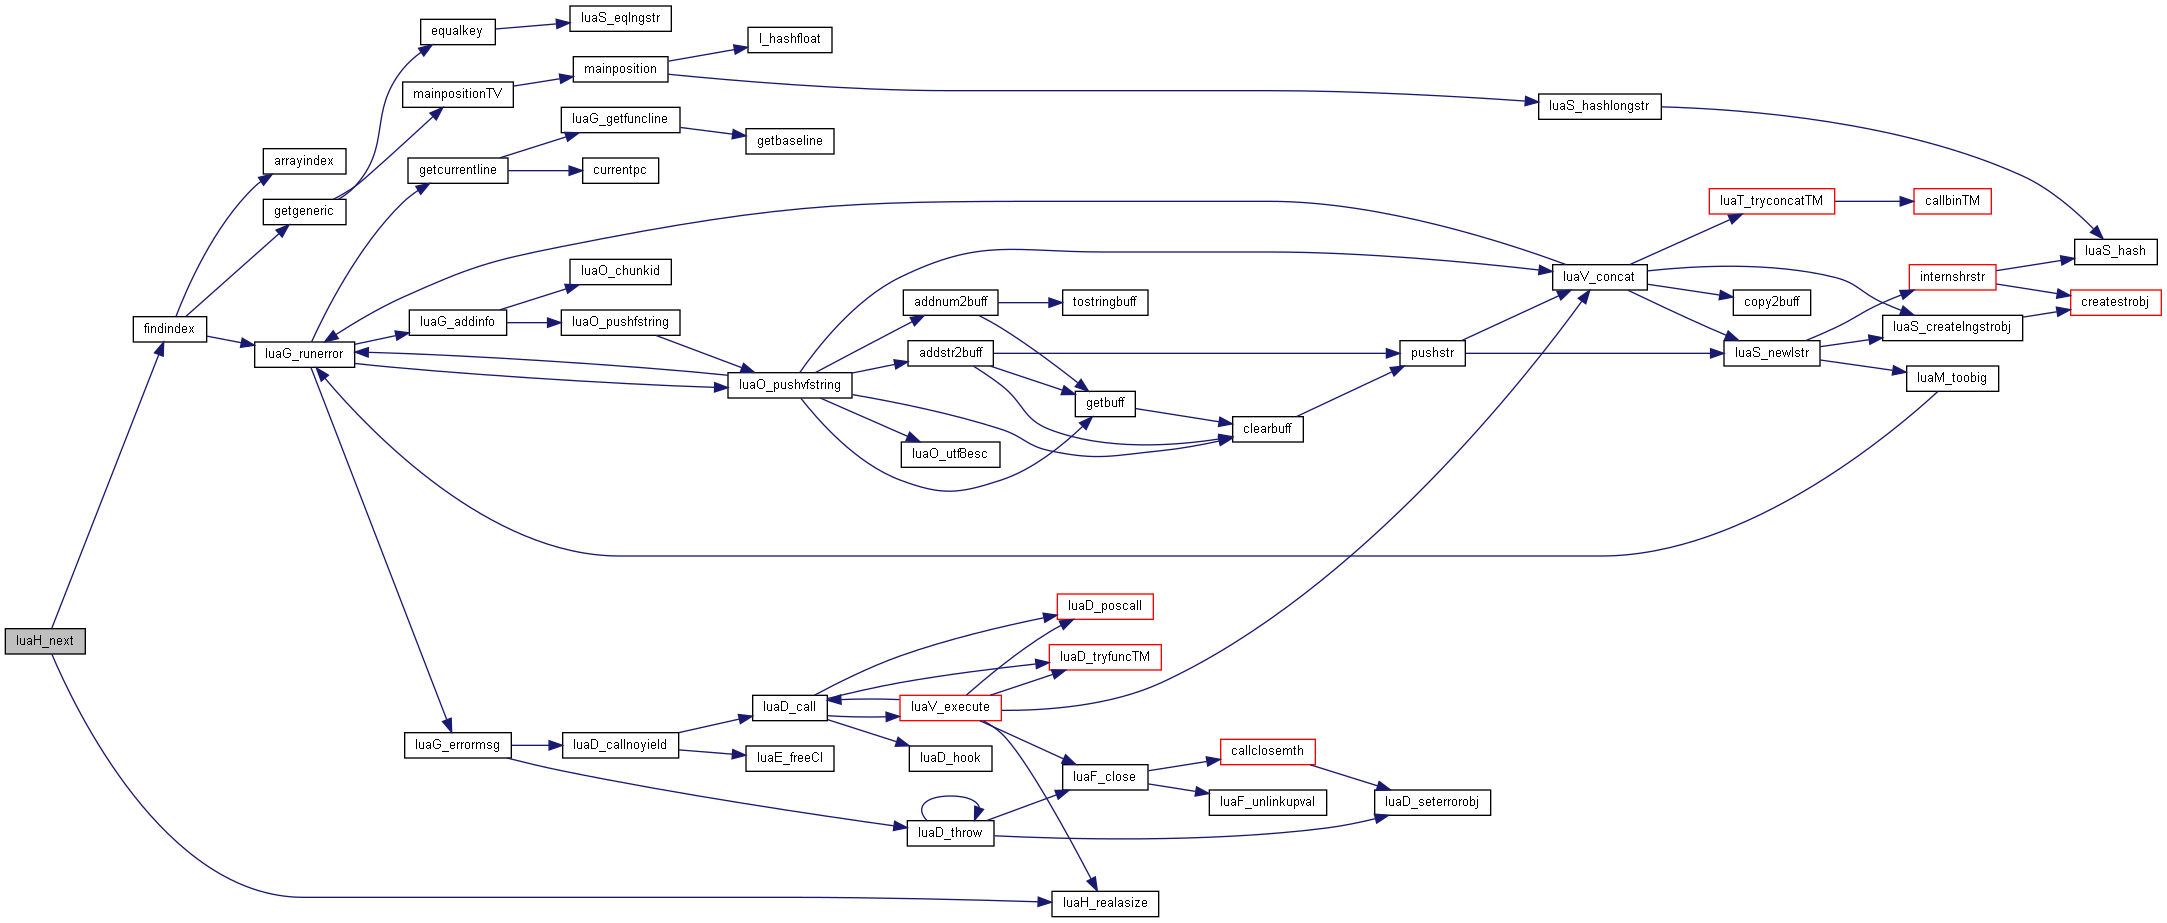 luaH_next
findindex
arrayindex
getgeneric
luaG_runerror
equalkey
mainpositionTV
getcurrentline
luaG_addinfo
luaG_errormsg
luaS_eqlngstr
mainposition
luaG_getfuncline
currentpc
luaO_chunkid
luaO_pushfstring
luaD_callnoyield
l_hashfloat
getbaseline
luaO_pushvfstring
luaD_call
luaE_freeCI
addnum2buff
addstr2buff
luaO_utf8esc
luaV_execute
luaD_hook
luaD_throw
tostringbuff
getbuff
luaD_poscall
luaD_tryfuncTM
luaF_close
luaH_realasize
clearbuff
callclosemth
luaF_unlinkupval
pushstr
luaD_seterrorobj
luaS_hashlongstr
luaV_concat
luaT_tryconcatTM
copy2buff
luaS_newlstr
callbinTM
internshrstr
luaS_createlngstrobj
luaM_toobig
luaS_hash
createstrobj